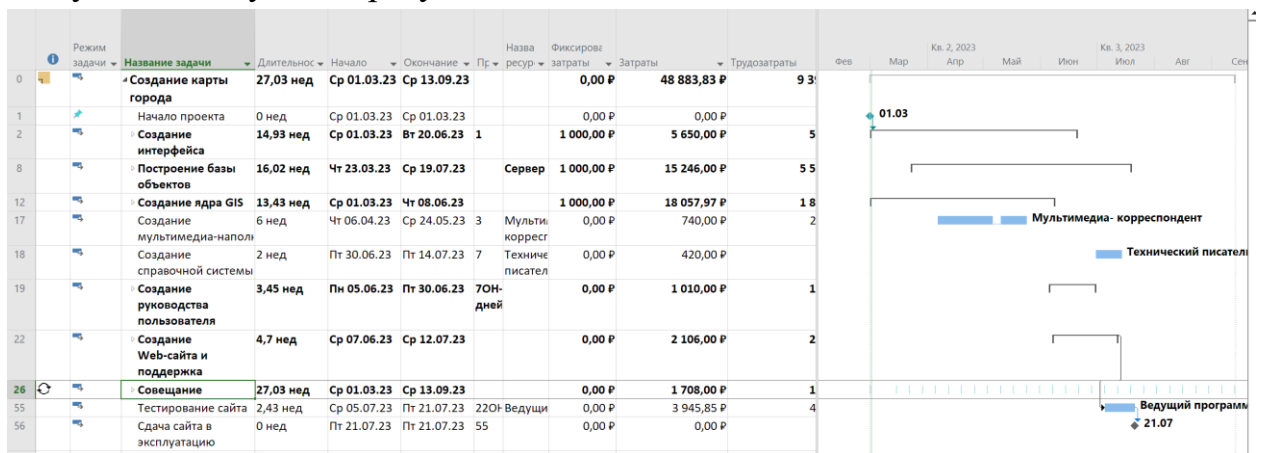 Режим Назва Фиксирова Кв. 2, 2023 Кв. 3, 2023
задачи Название задачи Длительнос Начало Окончание Пр ресур затраты Затраты Трудозатраты Фев Мар Апр Май Июн Июл Авг Сен
0 Создание карты 27,03 нед Ср 01.03.23 Ср 13.09.23 0,00 ₽ 48 883,83 ₽ 9 3
города
1 Начало проекта 0 нед Ср 01.03.23 Ср 01.03.23 0,00 ₽ 0,00 ₽ 01.03
2 Создание 14,93 нед Ср 01.03.23 Вт 20.06.23 1 1 000,00 ₽ 5 650,00 ₽ 5
интерфейса
8 Построение базы 16,02 нед Чт 23.03.23 Ср 19.07.23 Сервер 1 000,00 ₽ 15 246,00 ₽ 5 5
объектов
12 Создание ядра GIS 13,43 нед Ср 01.03.23 Чт 08.06.23 1 000,00 ₽ 18 057,97 ₽ 1 8
17 Создание 6 нед Чт 06.04.23 Ср 24.05.23 3 Мульти 0,00 ₽ 740,00 ₽ 2 Мультимедиа- корреспондент
мультимедиа-наполн корресп
18 Создание 2 нед Пт 30.06.23 Пт 14.07.23 7 Техниче 0,00 ₽ 420,00 ₽ Технический писател
справочной системы писател
19 Создание 3,45 нед Пн 05.06.23 Пт 30.06.23 7ОН- 0,00 ₽ 1 010,00 ₽ 1
руководства дней
пользователя
22 Создание 4,7 нед Ср 07.06.23 Ср 12.07.23 0,00 ₽ 2 106,00 ₽ 2
Web-сайта и
поддержка
26 Совещание 27,03 нед Ср 01.03.23 Ср 13.09.23 0,00 ₽ 1 708,00 ₽ 1
55 Тестирование сайта 2,43 нед Ср 05.07.23 Пт 21.07.23 22ОН Ведущи 0,00 ₽ 3 945,85 ₽ 4 Ведущий программ
56 Сдача сайта в 0 нед Пт 21.07.23 Пт 21.07.23 55 0,00 ₽ 0,00 ₽ 21.07
эксплуатацию